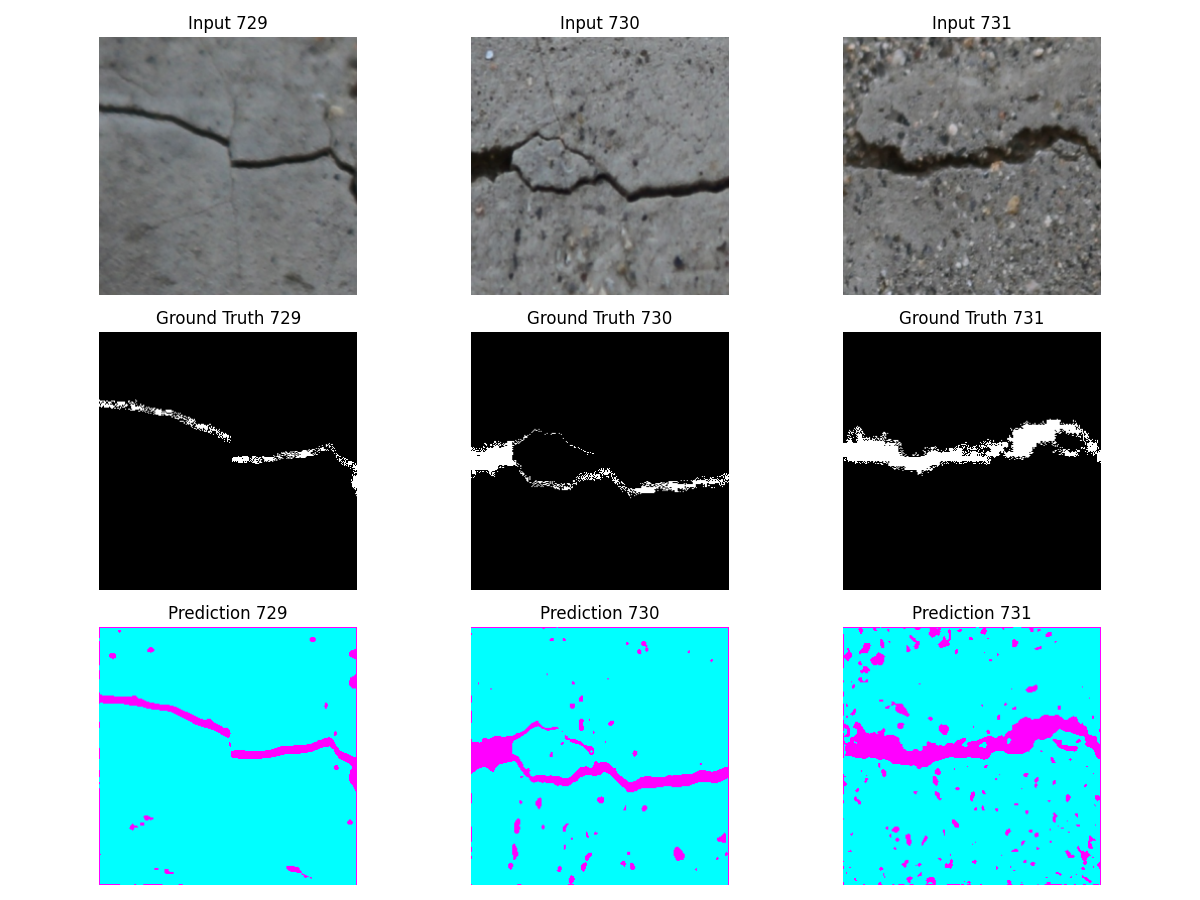 Input 729
Input 730
Input 731
Ground Truth 729
Ground Truth 730
Ground Truth 731
Prediction 729
Prediction 730
Prediction 731